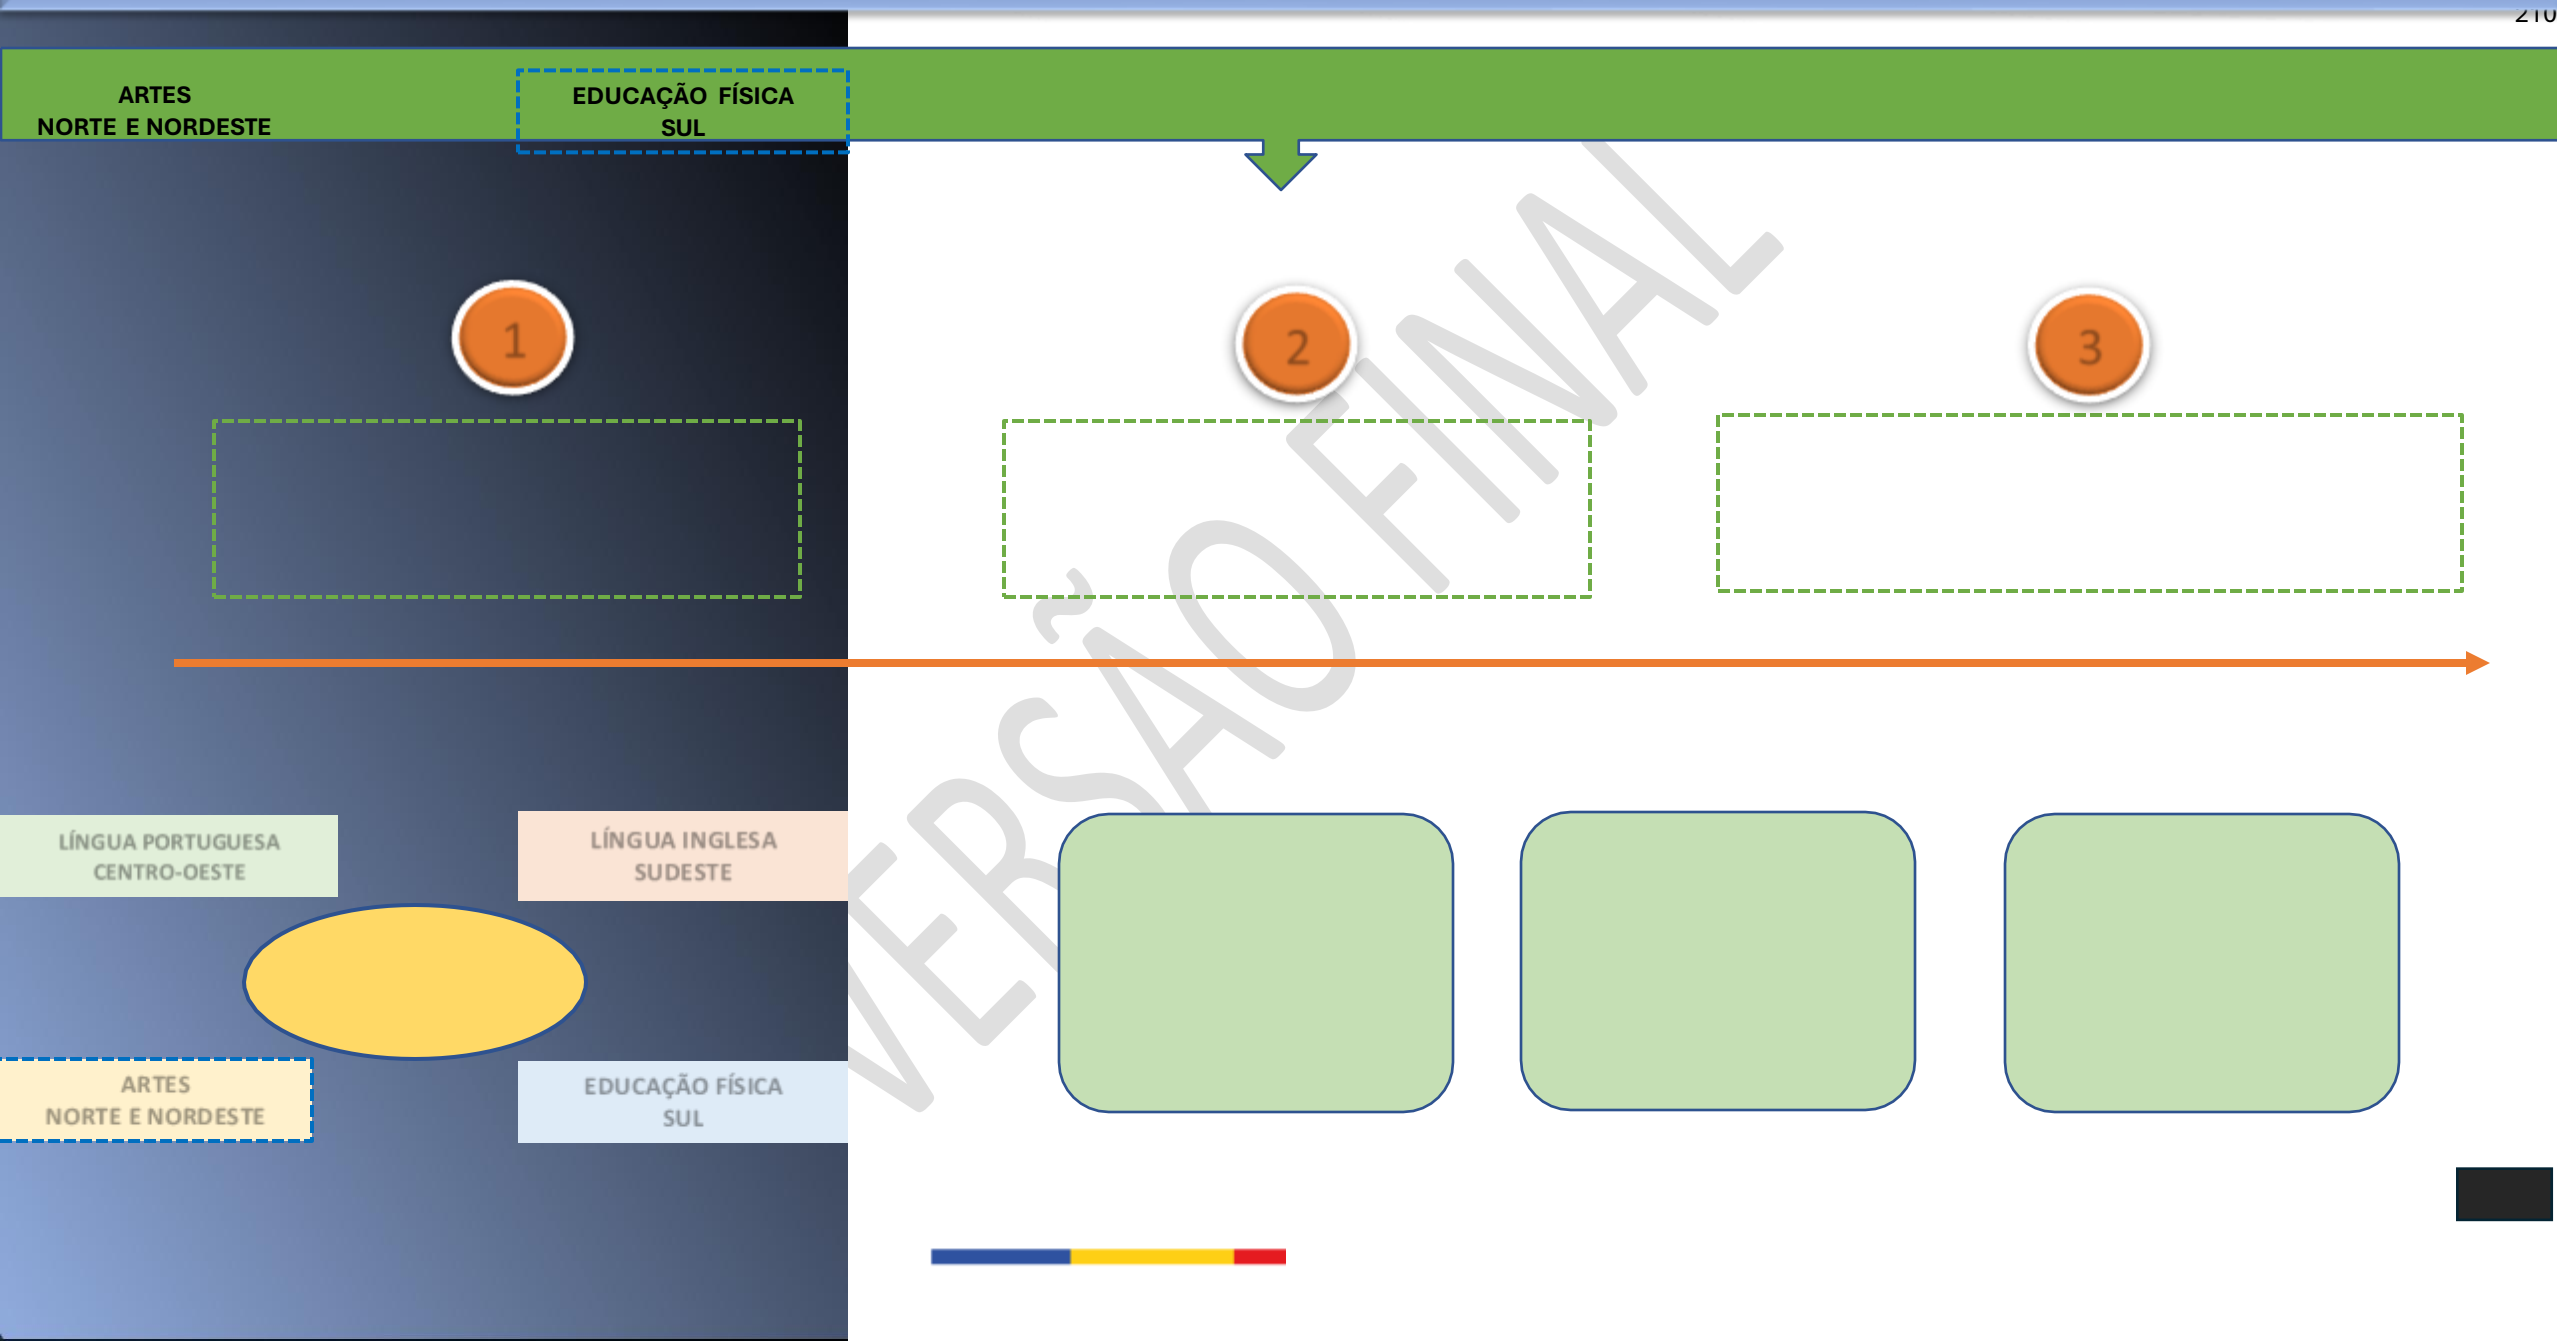 210
ARTES
NORTE E NORDESTE
EDUCAÇÃO FÍSICA
SUL
1
2
3
VERSÃO FINAL
LÍNGUA PORTUGUESA
CENTRO-OESTE
LÍNGUA INGLESA
SUDESTE
ARTES
NORTE E NORDESTE
EDUCAÇÃO FÍSICA
SUL